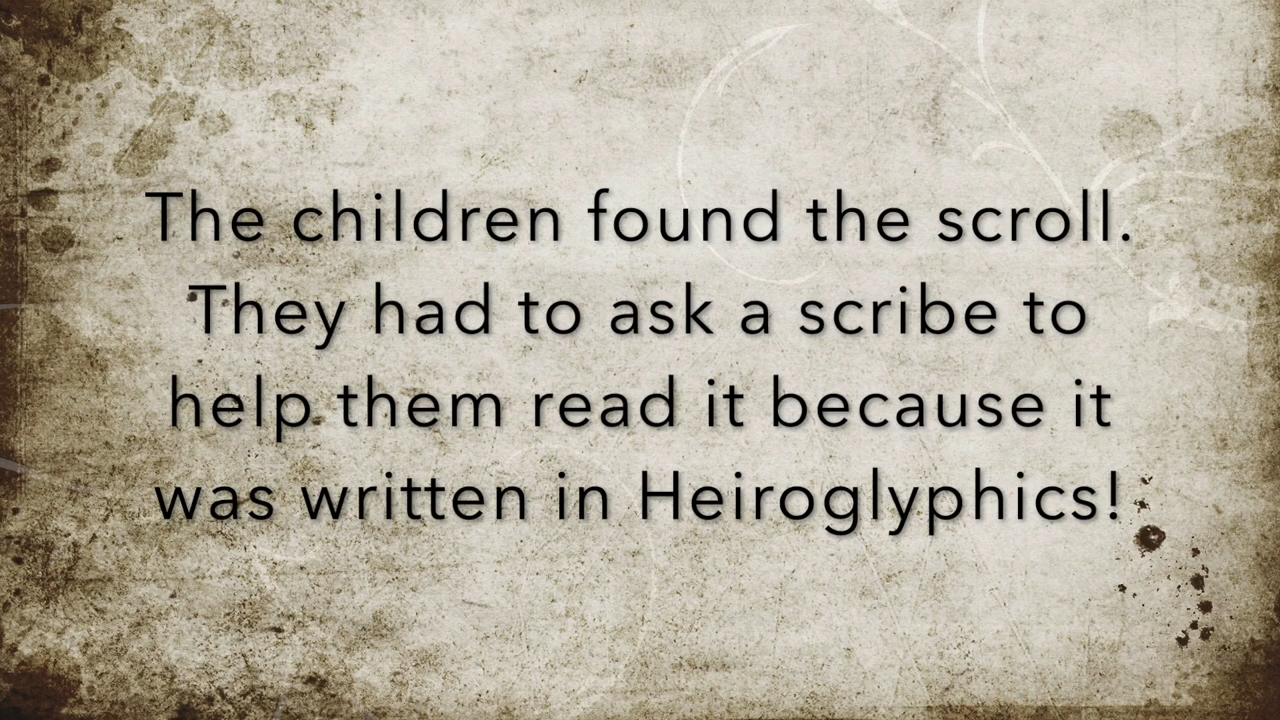 The children found the scroll.
They had to ask a scribe to
help them read it because it
was written in Heiroglyphics!